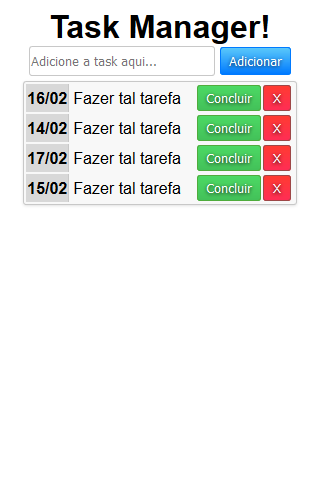 Task Manager!
Adicione a task aqui... Adicionar
16/02 Fazer tal tarefa Concluir X
14/02 Fazer tal tarefa Concluir X
17/02 Fazer tal tarefa Concluir X
15/02 Fazer tal tarefa Concluir X